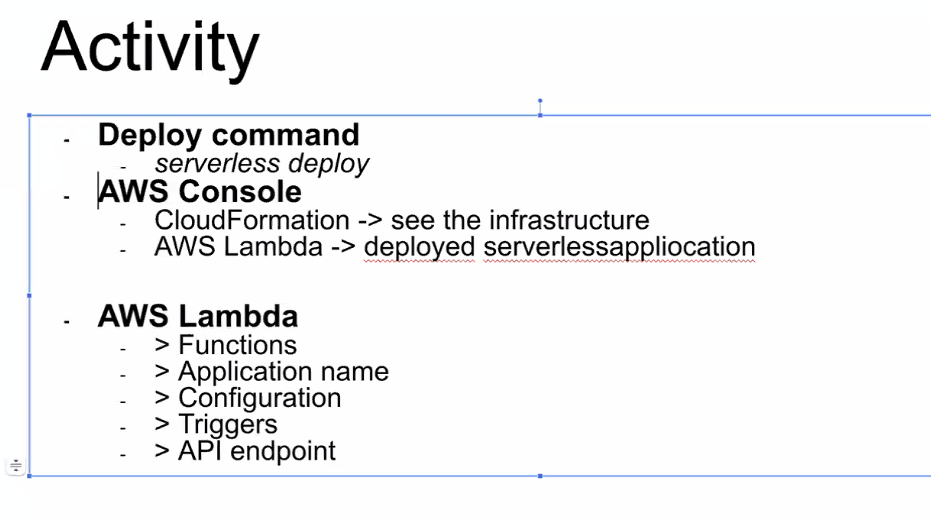 Activity
- Deploy command
- serverless deploy
- AWS Console
- CloudFormation -> see the infrastructure
- AWS Lambda -> deployed serverlessappliocation
- AWS Lambda
- > Functions
- > Application name
- > Configuration
- > Triggers
- > API endpoint